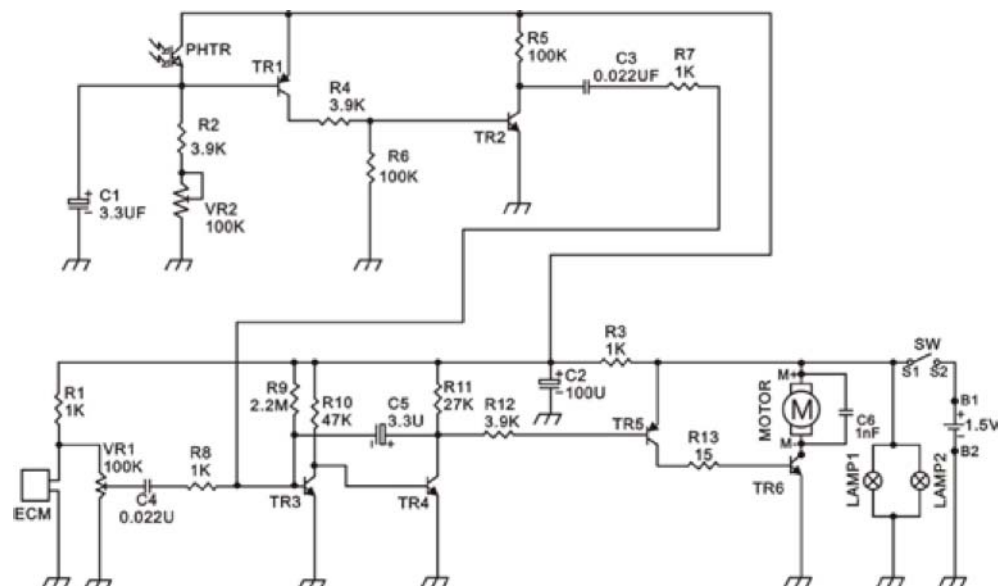 PHTR
TR1
R5
100K
C3
0.022UF
R7
1K
R4
3.9K
TR2
R2
3.9K
R6
100K
+
C1
-
3.3UF
VR2
100K
R3
1K
SW
S1
S2
R1
1K
R9
2.2M
R10
47K
C5
3.3U
+
R11
27K
R12
3.9K
+
C2
-
100U
M+
MOTOR
M
M-
C6
1nF
B1
+
1.5V
-
B2
VR1
100K
R8
1K
TR5
R13
15
ECM
C4
0.022U
TR3
TR4
TR6
LAMP1
LAMP2